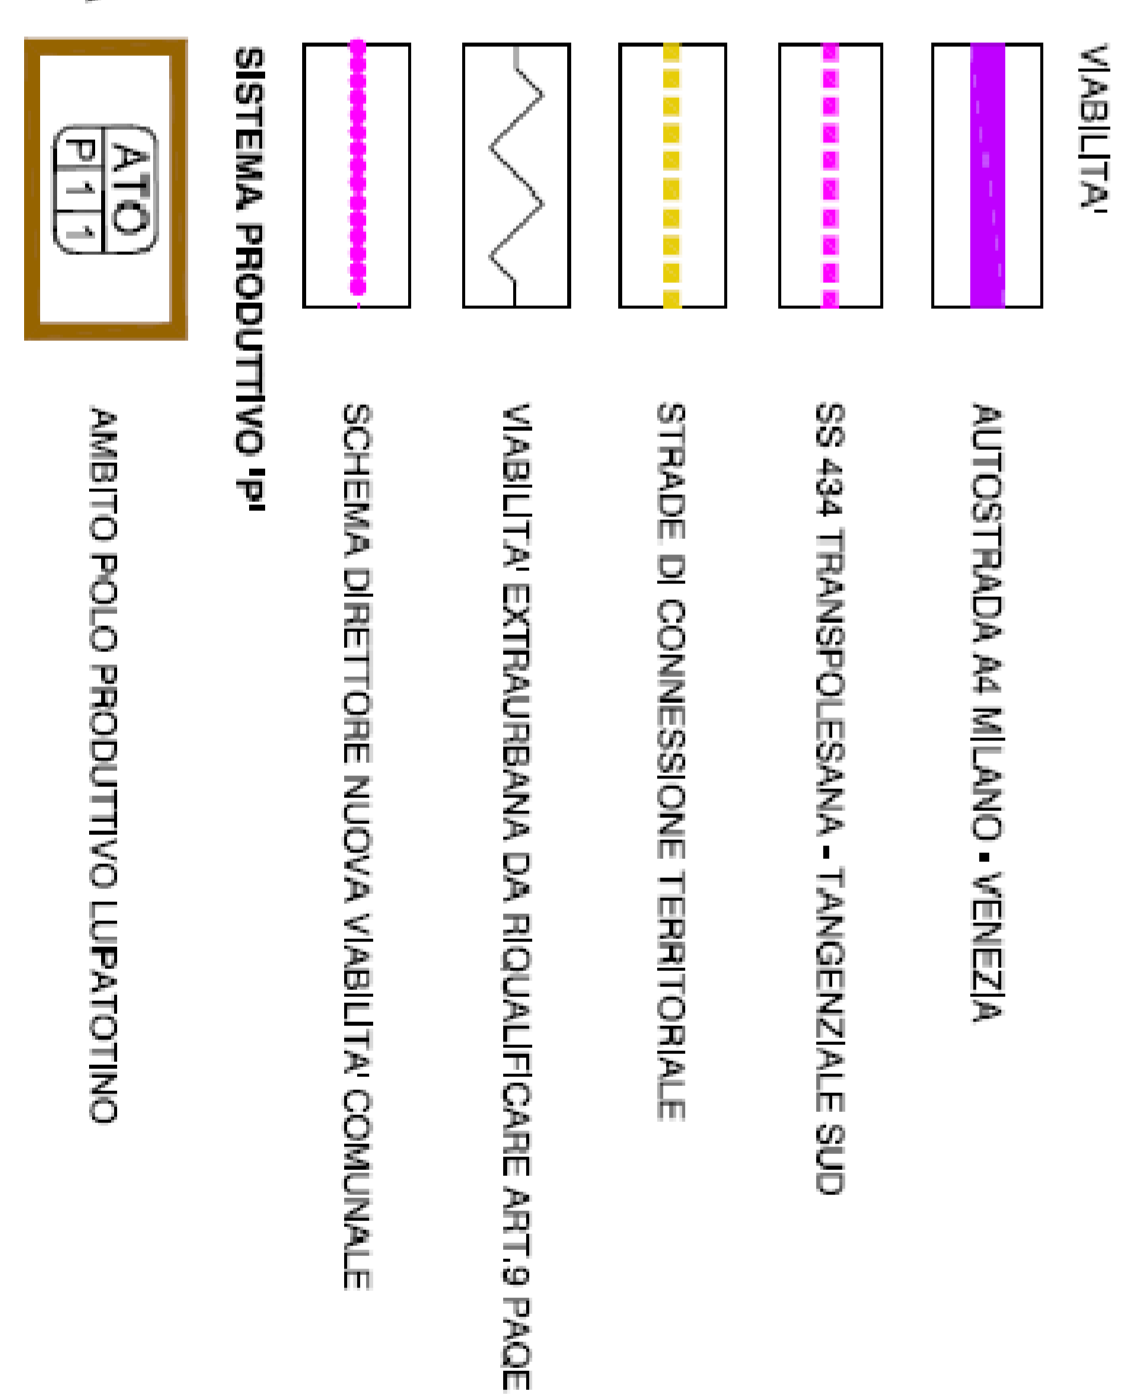 VIABILITA'
AUTOSTRADA A4 MILANO - VENEZIA
SS 434 TRANSPOLESANA - TANGENZIALE SUD
STRADE DI CONNESSIONE TERRITORIALE
VIABILITA' EXTRAURBANA DA RIQUALIFICARE ART.9 PAQE
SCHEMA DIRETTORE NUOVA VIABILITA' COMUNALE
SISTEMA PRODUTTIVO 'P'
ATO
P 1 1
AMBITO POLO PRODUTTIVO LUPATOTINO